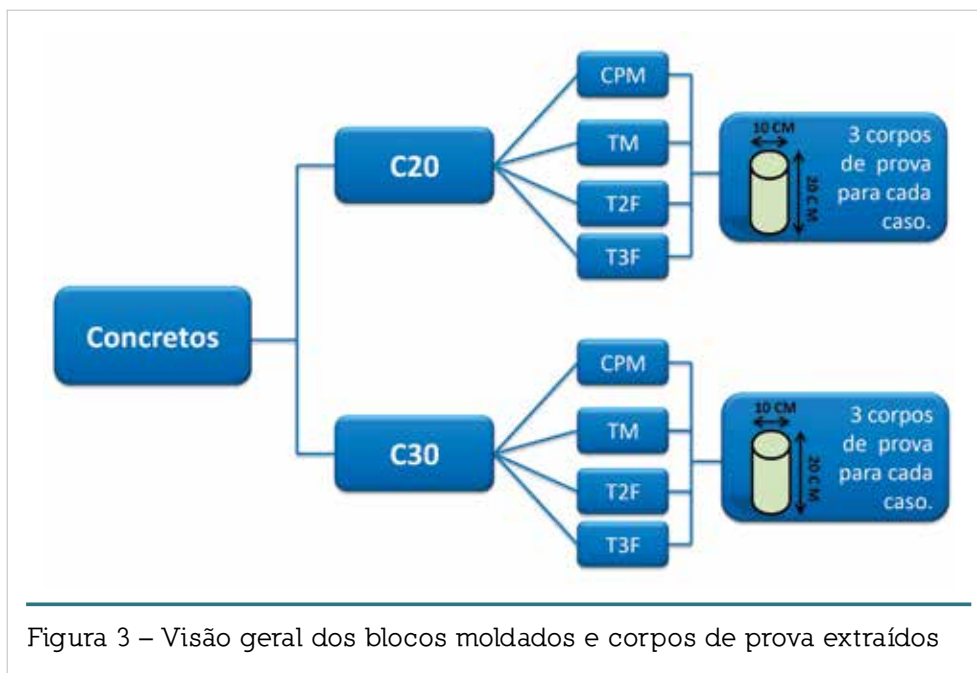 Concretos
C20
CPM
TM
T2F
T3F
10 CM
20 CM
3 corpos
de prova
para cada
caso.
C30
CPM
TM
T2F
T3F
10 CM
20 CM
3 corpos
de prova
para cada
caso.
Figura 3 – Visão geral dos blocos moldados e corpos de prova extraídos